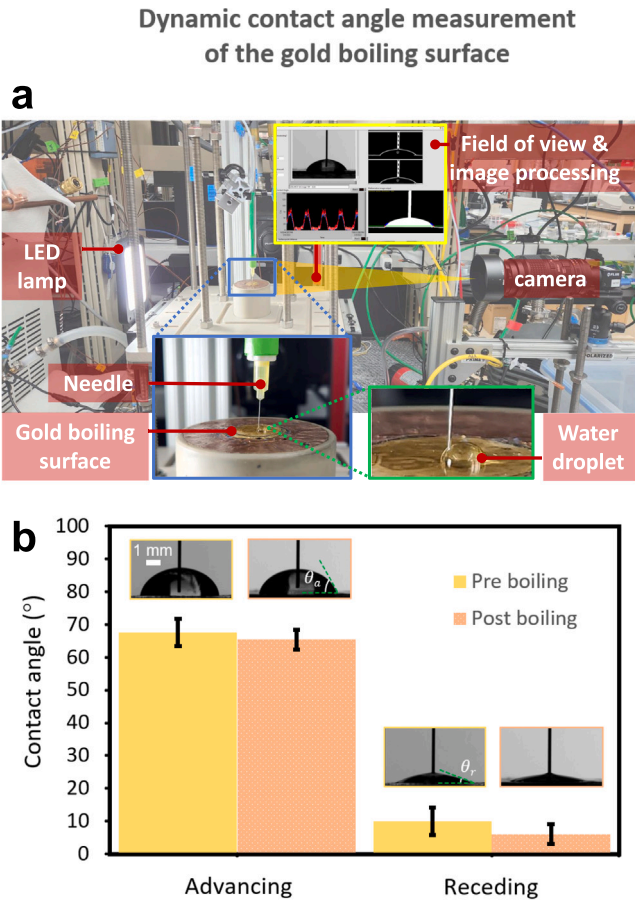 Dynamic contact angle measurement
of the gold boiling surface
a
Field of view &
image processing
LED
lamp
camera
Needle
Gold boiling
surface
Water
droplet
b
100
90
80
70
60
50
40
30
20
10
0
Contact angle (°)
1 mm
θa
Pre boiling
Post boiling
θr
Advancing
Receding